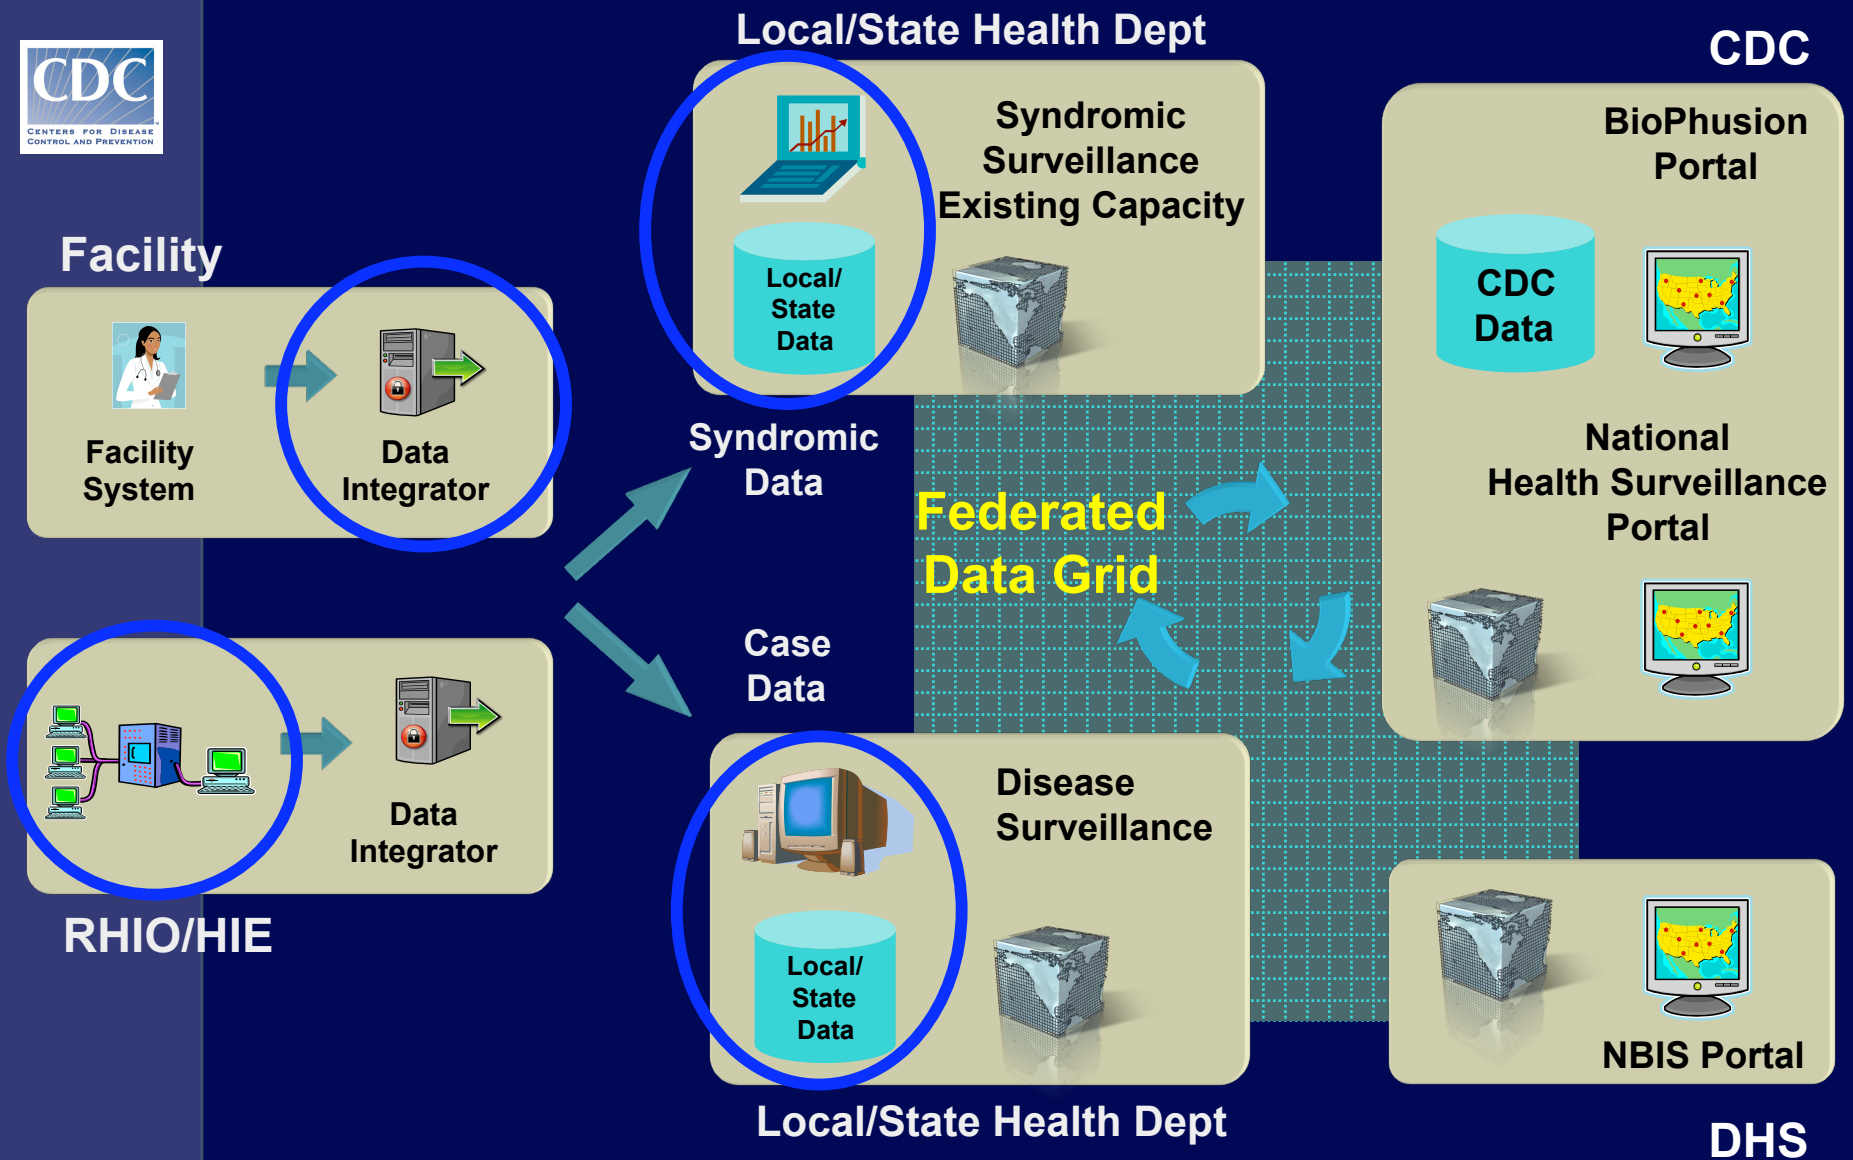 CDC
CENTERS FOR DISEASE
CONTROL AND PREVENTION
Facility
Facility
System
Data
Integrator
Data
Integrator
RHIO/HIE
Local/State Health Dept
Syndromic
Surveillance
Existing Capacity
Local/
State
Data
Syndromic
Data
Case
Data
Federated
Data Grid
Disease
Surveillance
Local/
State
Data
Local/State Health Dept
CDC
BioPhusion
Portal
CDC
Data
National
Health Surveillance
Portal
NBIS Portal
DHS